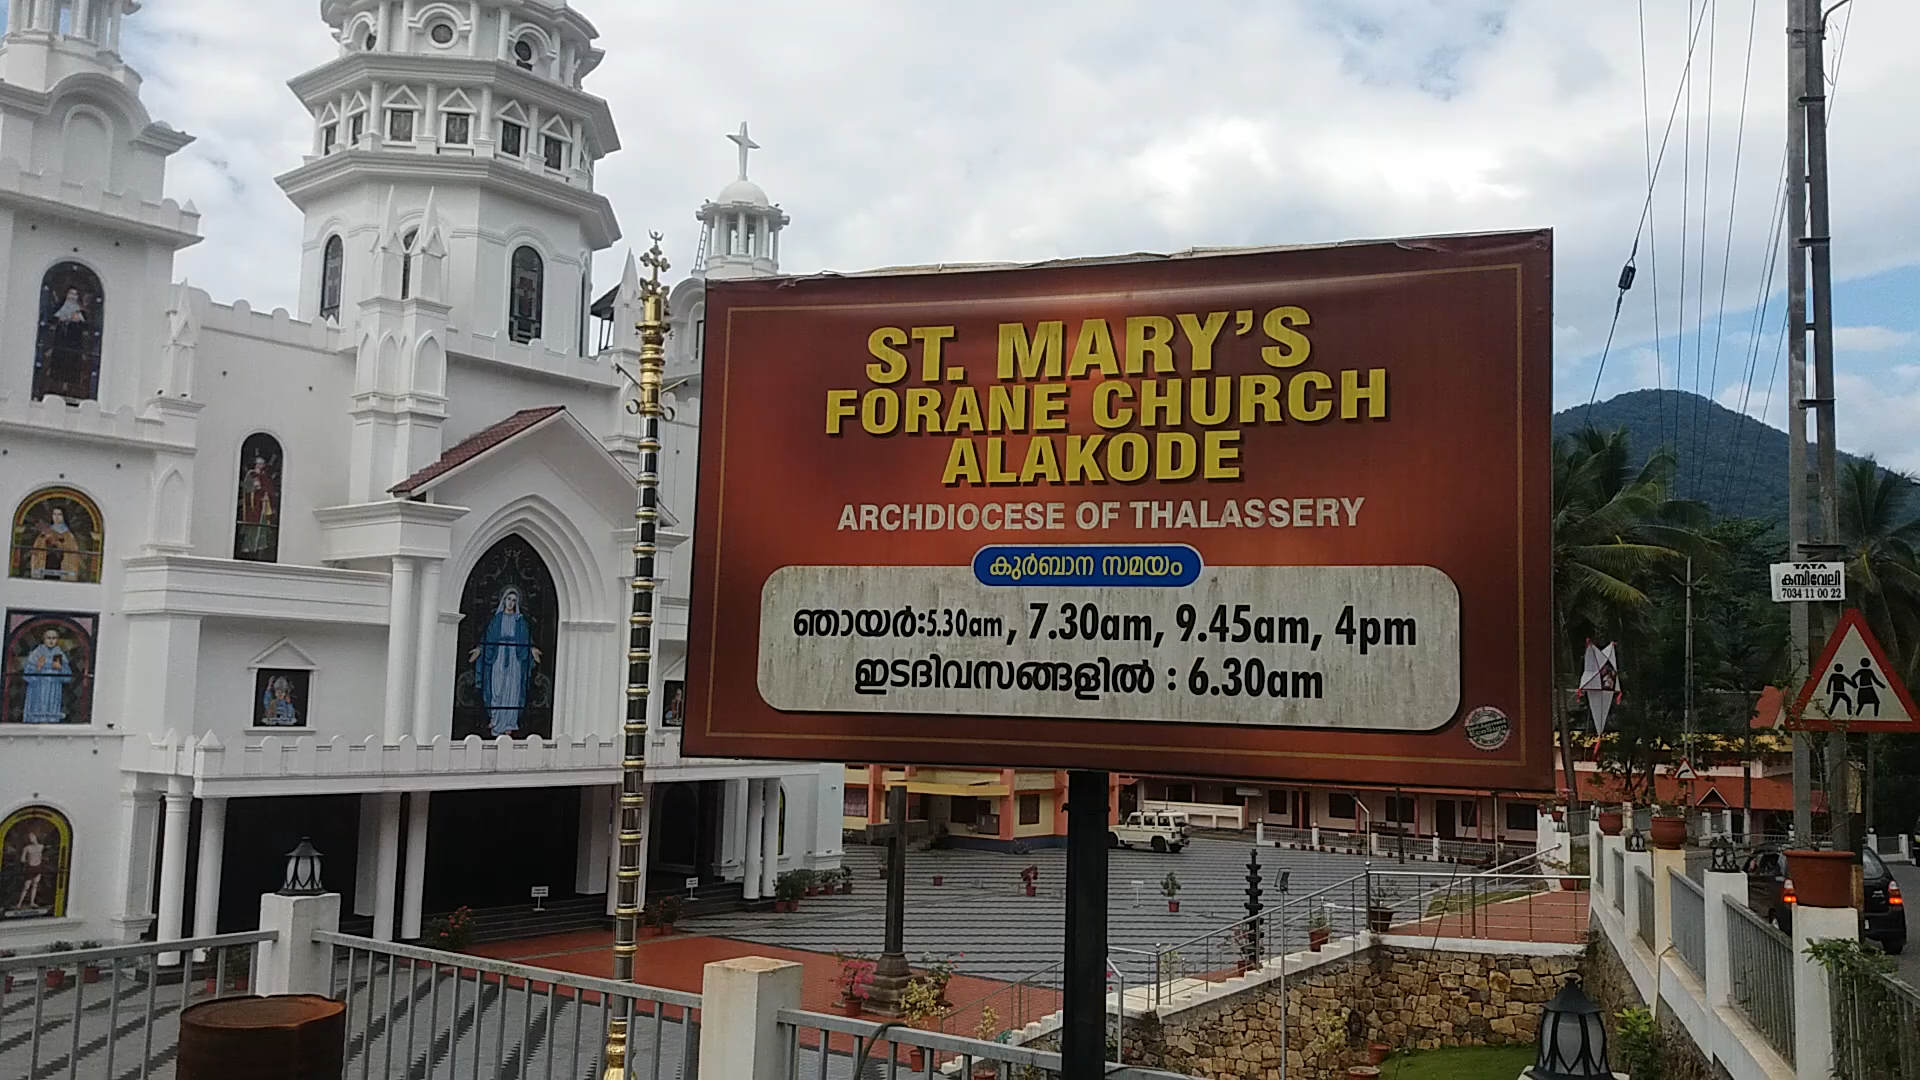 ST. MARY'S
FORANE CHURCH
ALAKODE
ARCHDIOCESE OF THALASSERY
കുർബാന സമയം
ഞായർ:5.30am, 7.30am, 9.45am, 4pm
ഇടദിവസങ്ങളിൽ : 6.30am
TATA
കമ്പിവേലി
7034 11 00 22